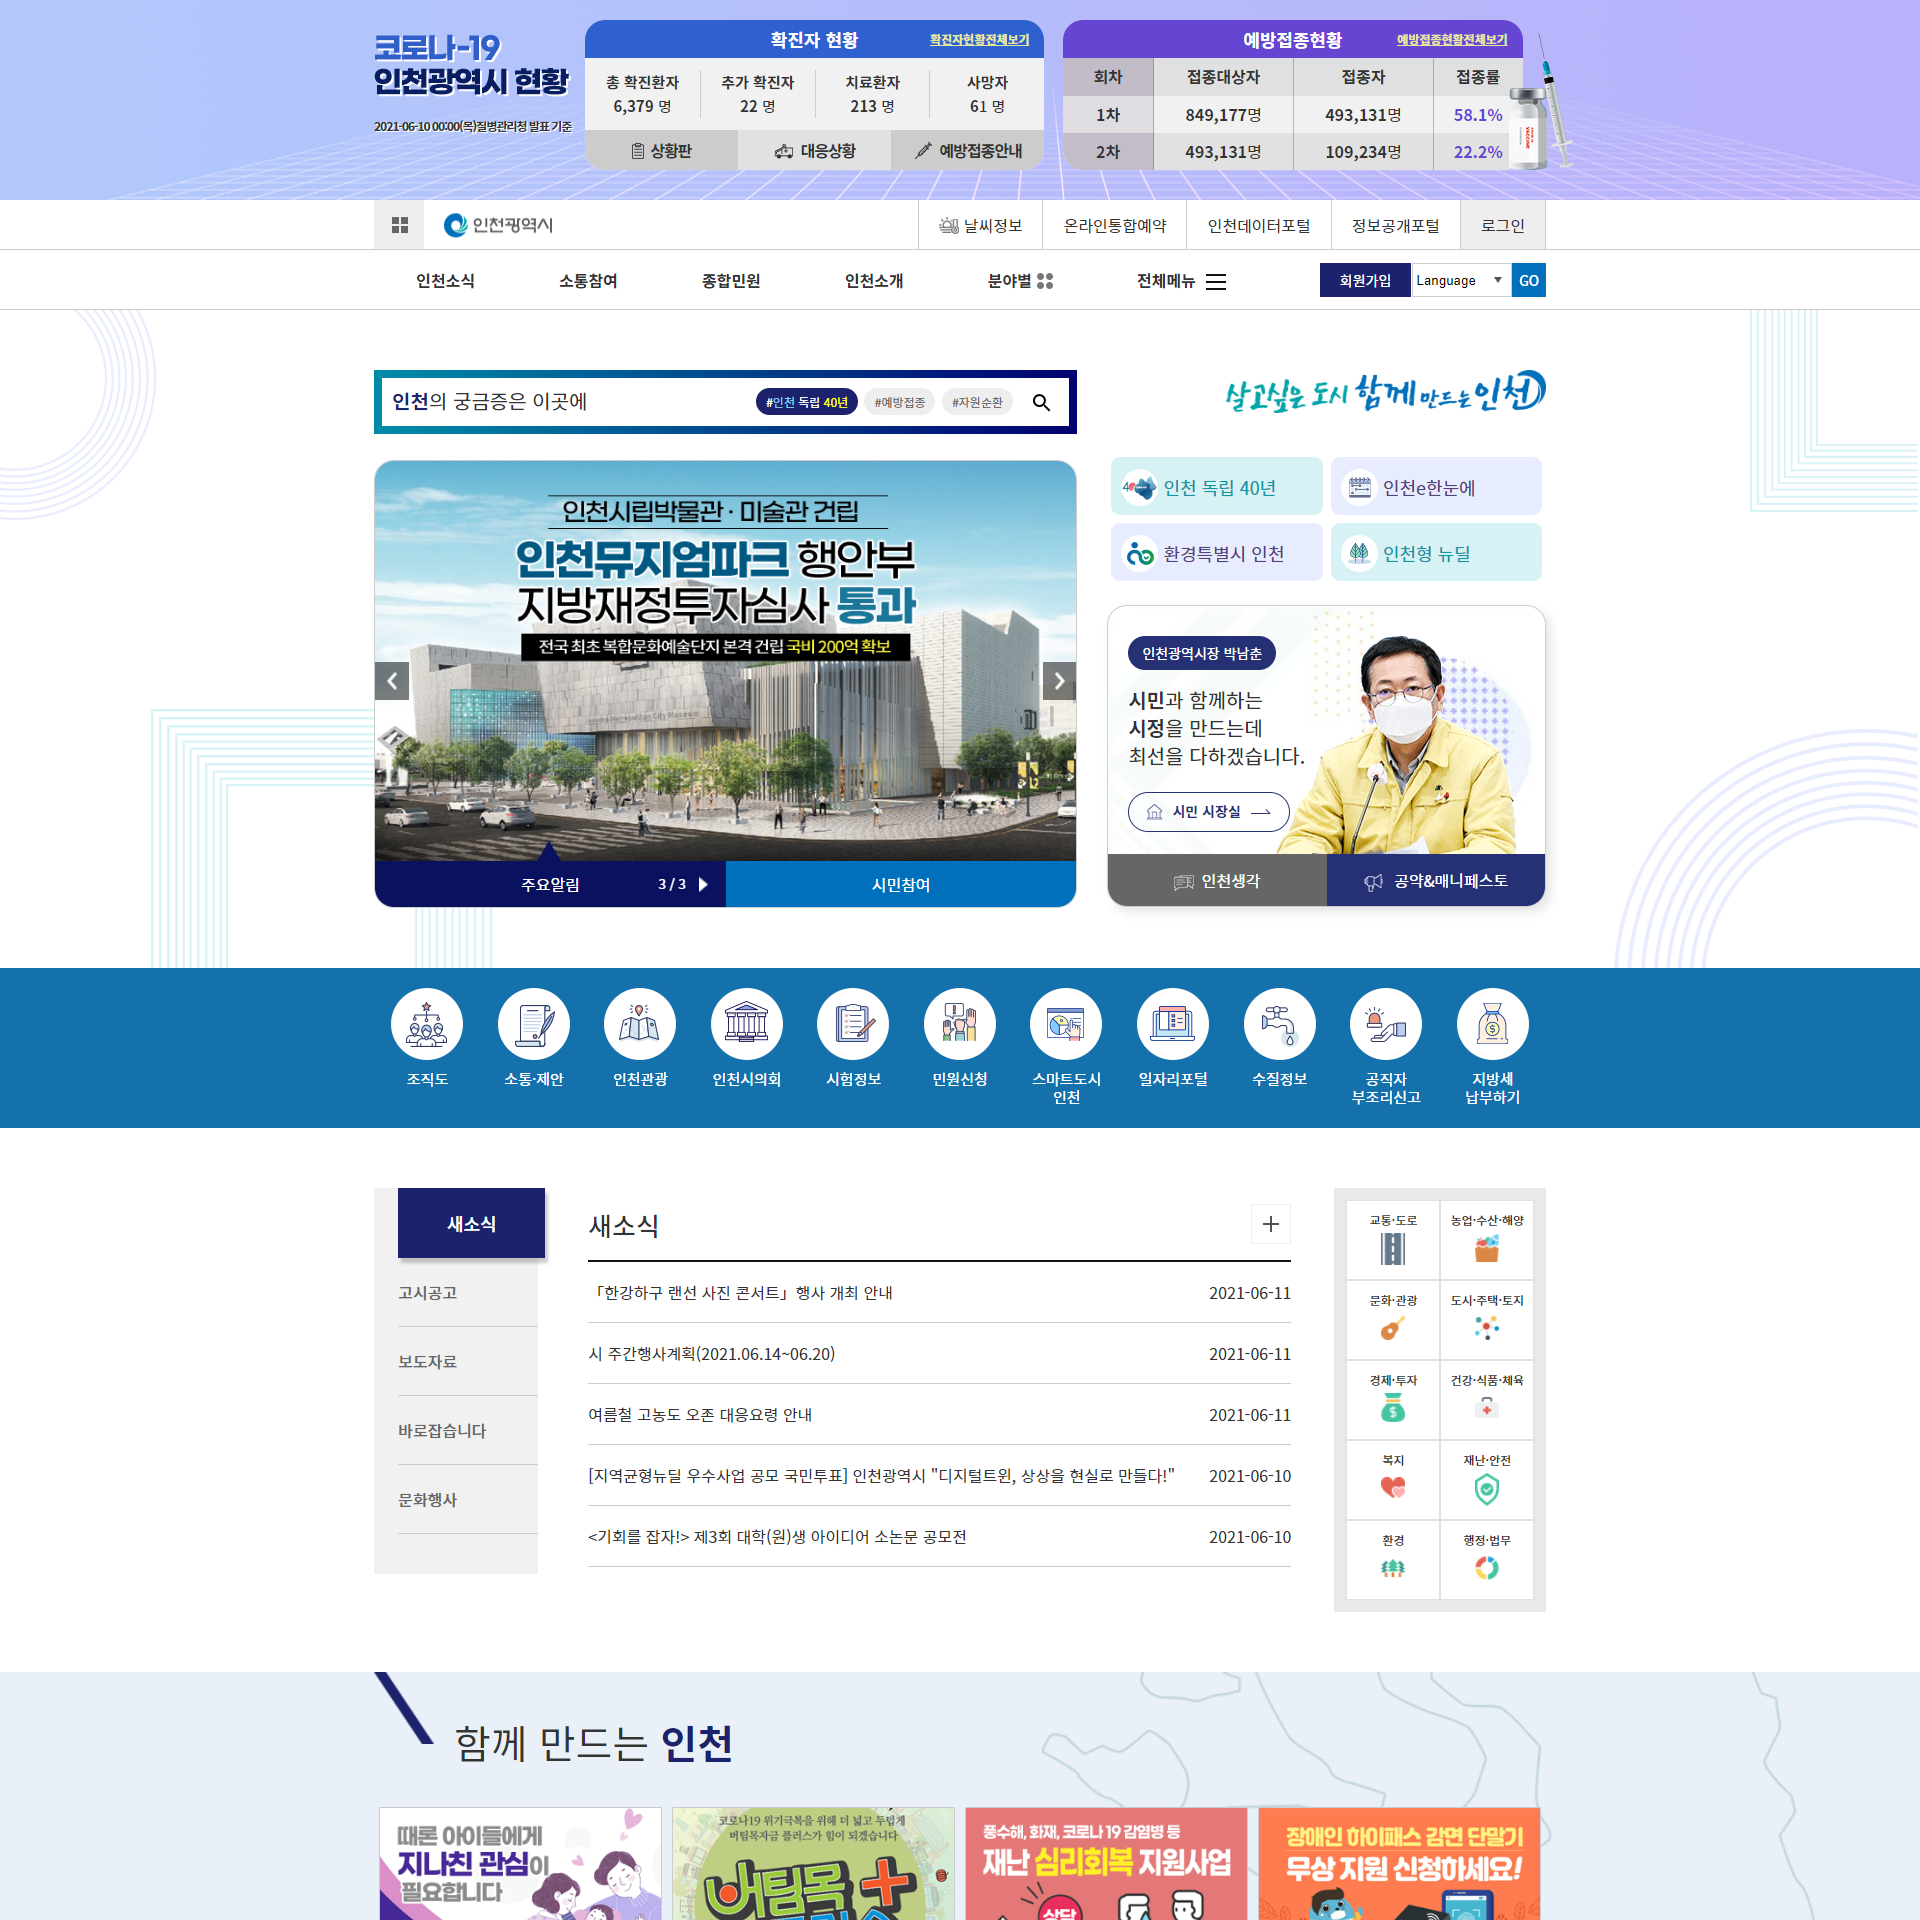 코로나-19
인천광역시 현황
2021-06-10 00:00(목)질병관리청 발표 기준
확진자 현황
확진자현황전체보기
총 확진환자
6,379 명
추가 확진자
22 명
치료환자
213 명
사망자
61 명
상황판
대응상황
예방접종안내
예방접종현황
예방접종현황전체보기
회차 접종대상자 접종자 접종률
1차 849,177명 493,131명 58.1%
2차 493,131명 109,234명 22.2%
인천광역시
날씨정보
온라인통합예약
인천데이터포털
정보공개포털
로그인
인천소식
소통참여
종합민원
인천소개
분야별
전체메뉴
회원가입
Language
GO
인천의 궁금증은 이곳에
#인천 독립 40년
#예방접종
#자원순환
살고싶은 도시 함께 만드는 인천
인천시립박물관 · 미술관 건립
인천뮤지엄파크 행안부
지방재정투자심사 통과
전국 최초 복합문화예술단지 본격 건립 국비 200억 확보
주요알림
3 / 3
시민참여
인천 독립 40년
인천e한눈에
환경특별시 인천
인천형 뉴딜
인천광역시장 박남춘
시민과 함께하는
시정을 만드는데
최선을 다하겠습니다.
시민 시장실
인천생각
공약&매니페스토
조직도
소통·제안
인천관광
인천시의회
시험정보
민원신청
스마트도시
인천
일자리포털
수질정보
공직자
부조리신고
지방세
납부하기
새소식
고시공고
보도자료
바로잡습니다
문화행사
새소식
「한강하구 랜선 사진 콘서트」행사 개최 안내 2021-06-11
시 주간행사계획(2021.06.14~06.20) 2021-06-11
여름철 고농도 오존 대응요령 안내 2021-06-11
[지역균형뉴딜 우수사업 공모 국민투표] 인천광역시 "디지털트윈, 상상을 현실로 만들다!" 2021-06-10
<기회를 잡자!> 제3회 대학(원)생 아이디어 소논문 공모전 2021-06-10
교통·도로
농업·수산·해양
문화·관광
도시·주택·토지
경제·투자
건강·식품·체육
복지
재난·안전
환경
행정·법무
함께 만드는 인천
때론 아이들에게
지나친 관심이
필요합니다
코로나19 위기극복을 위해 더 넓고 두텁게
버팀목자금 플러스가 힘이 되겠습니다
버팀목+
풍수해, 화재, 코로나 19 감염병 등
재난 심리회복 지원사업
상담
장애인 하이패스 감면 단말기
무상 지원 신청하세요!